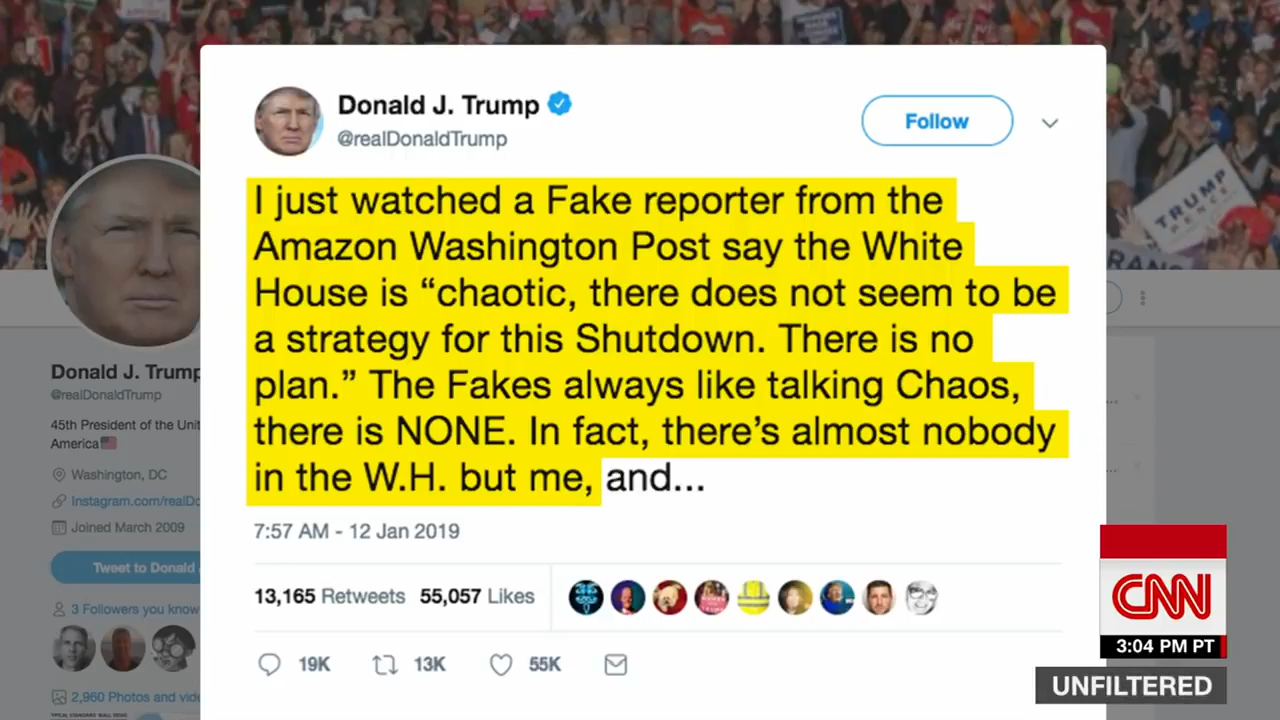 Donald J. Trump
@realDonaldTrump
Follow
I just watched a Fake reporter from the
Amazon Washington Post say the White
House is “chaotic, there does not seem to be
a strategy for this Shutdown. There is no
plan.” The Fakes always like talking Chaos,
there is NONE. In fact, there’s almost nobody
in the W.H. but me, and...
7:57 AM - 12 Jan 2019
13,165 Retweets 55,057 Likes
19K 13K 55K
TRUMP
Donald J. Trump
@realDonaldTrump
45th President of the
America
Washington, DC
Instagram.com/realDo
Joined March 2009
Tweet to Donald
3 Followers you know
2,960 Photos and
CNN
3:04 PM PT
UNFILTERED